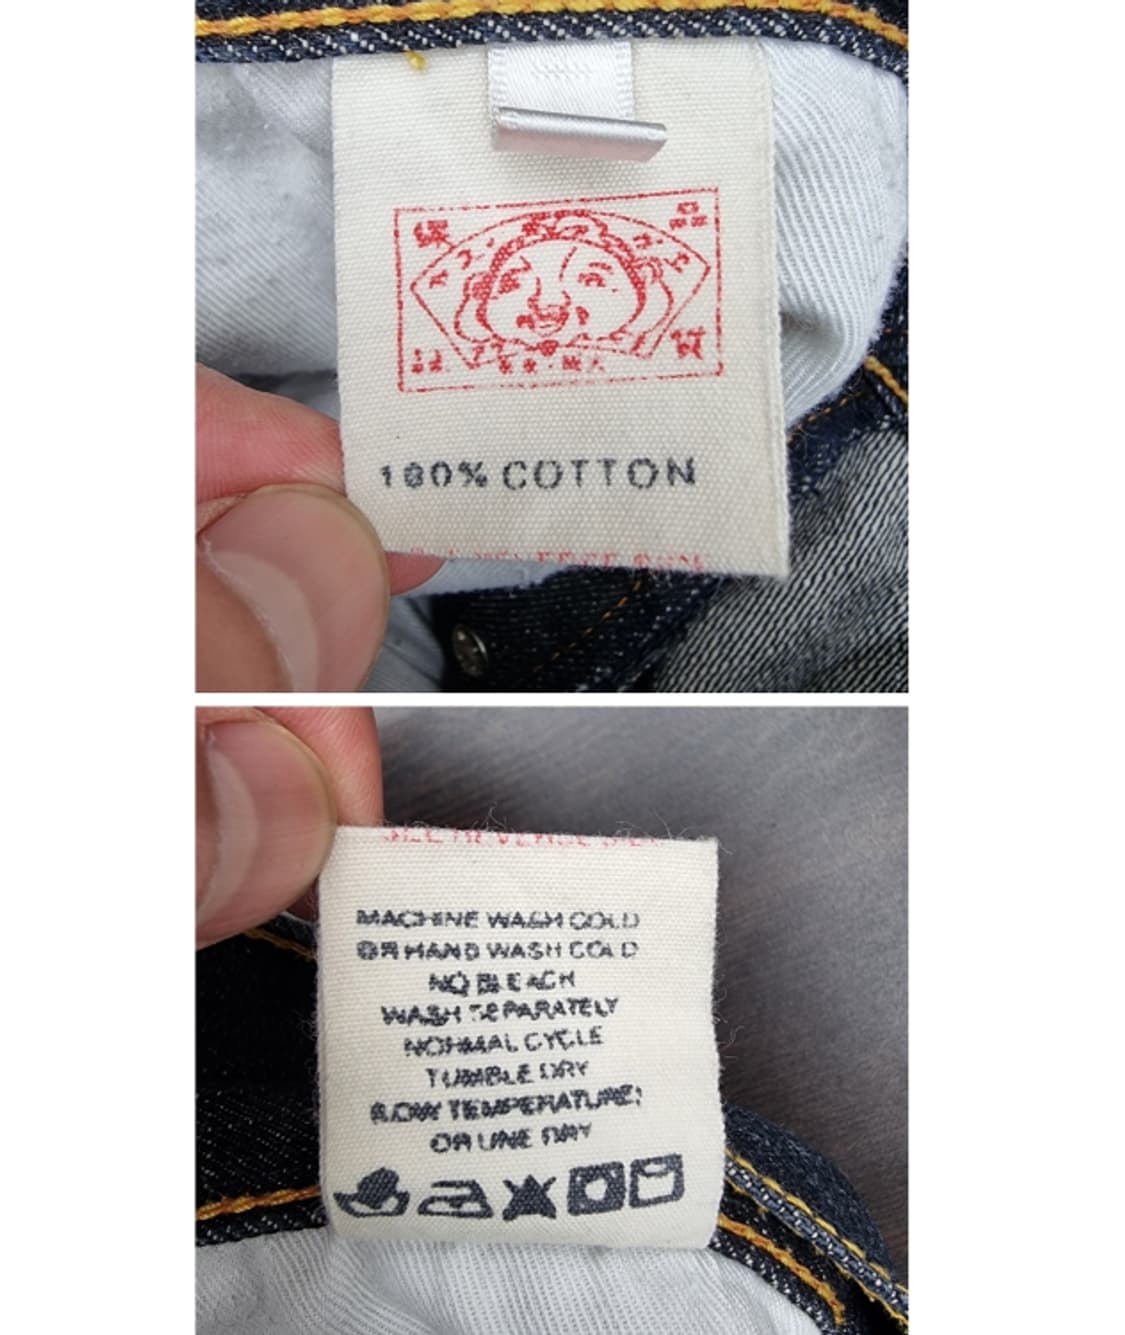 100% COTTON
MACHINE WASH COLD
OR HAND WASH COLD
NO BLEACH
WASH SEPARATELY
NORMAL CYCLE
TUMBLE DRY
(LOW TEMPERATURE)
OR LINE DRY